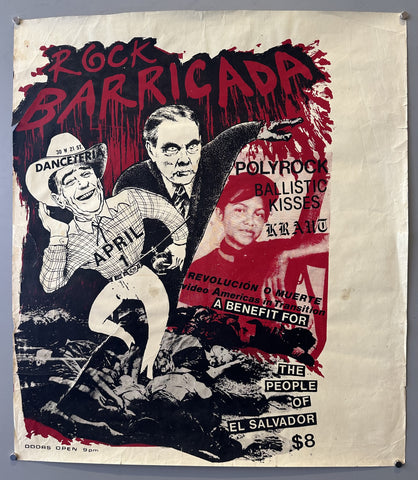 ROCK
BARRICADA
30 W 21 ST.
DANCETERIA
APRIL
1
POLYROCK
BALLISTIC
KISSES
KRAUT
REVOLUCION O MUERTE
video Americas in Transition
A BENEFIT FOR
THE
PEOPLE
OF
EL SALVADOR
$8
DOORS OPEN 9pm